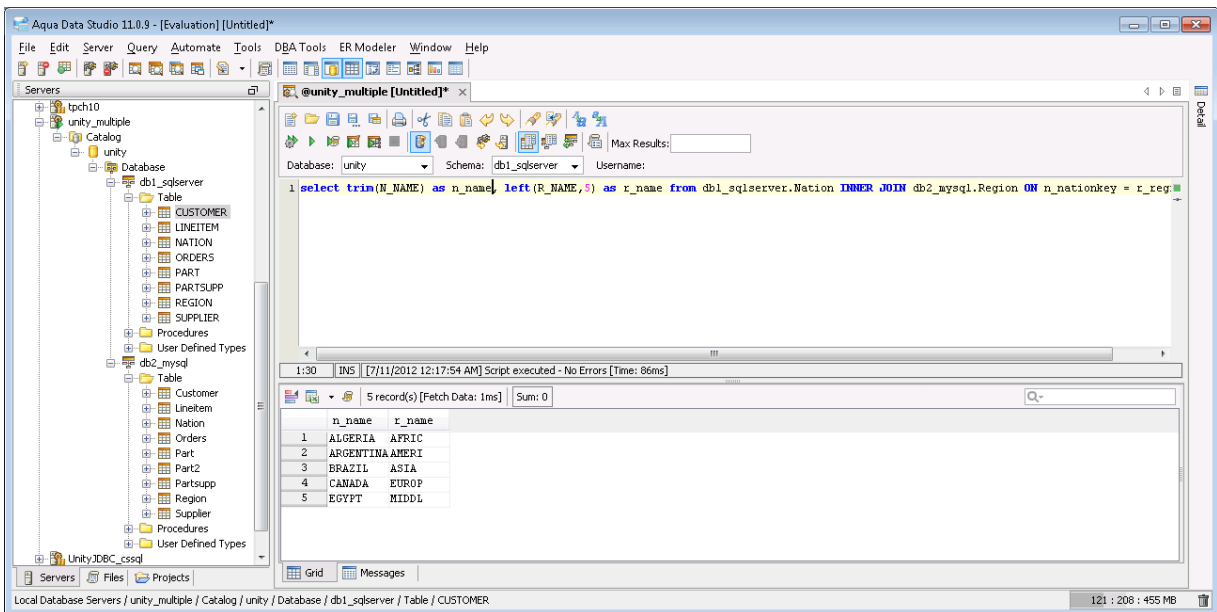 Aqua Data Studio 11.0.9 - [Evaluation] [Untitled]*
File Edit Server Query Automate Tools DBA Tools ER Modeler Window Help
Servers
@unity_multiple [Untitled]*
Detail
tpch10
unity_multiple
Catalog
unity
Database
db1_sqlserver
Table
CUSTOMER
LINEITEM
NATION
ORDERS
PART
PARTSUPP
REGION
SUPPLIER
Procedures
User Defined Types
db2_mysql
Table
Customer
Lineitem
Nation
Orders
Part
Part2
Partsupp
Region
Supplier
Procedures
User Defined Types
UnityJDBC_cssql
Servers Files Projects
Max Results:
Database: unity Schema: db1_sqlserver Username:
1 select trim(N_NAME) as n_name, left(R_NAME,5) as r_name from db1_sqlserver.Nation INNER JOIN db2_mysql.Region ON n_nationkey = r_reg
1:30 INS [7/11/2012 12:17:54 AM] Script executed - No Errors [Time: 86ms]
5 record(s) [Fetch Data: 1ms] Sum: 0
n_name r_name
1 ALGERIA AFRIC
2 ARGENTINA AMERI
3 BRAZIL ASIA
4 CANADA EUROP
5 EGYPT MIDDL
Grid Messages
Local Database Servers / unity_multiple / Catalog / unity / Database / db1_sqlserver / Table / CUSTOMER
121 : 208 : 455 MB